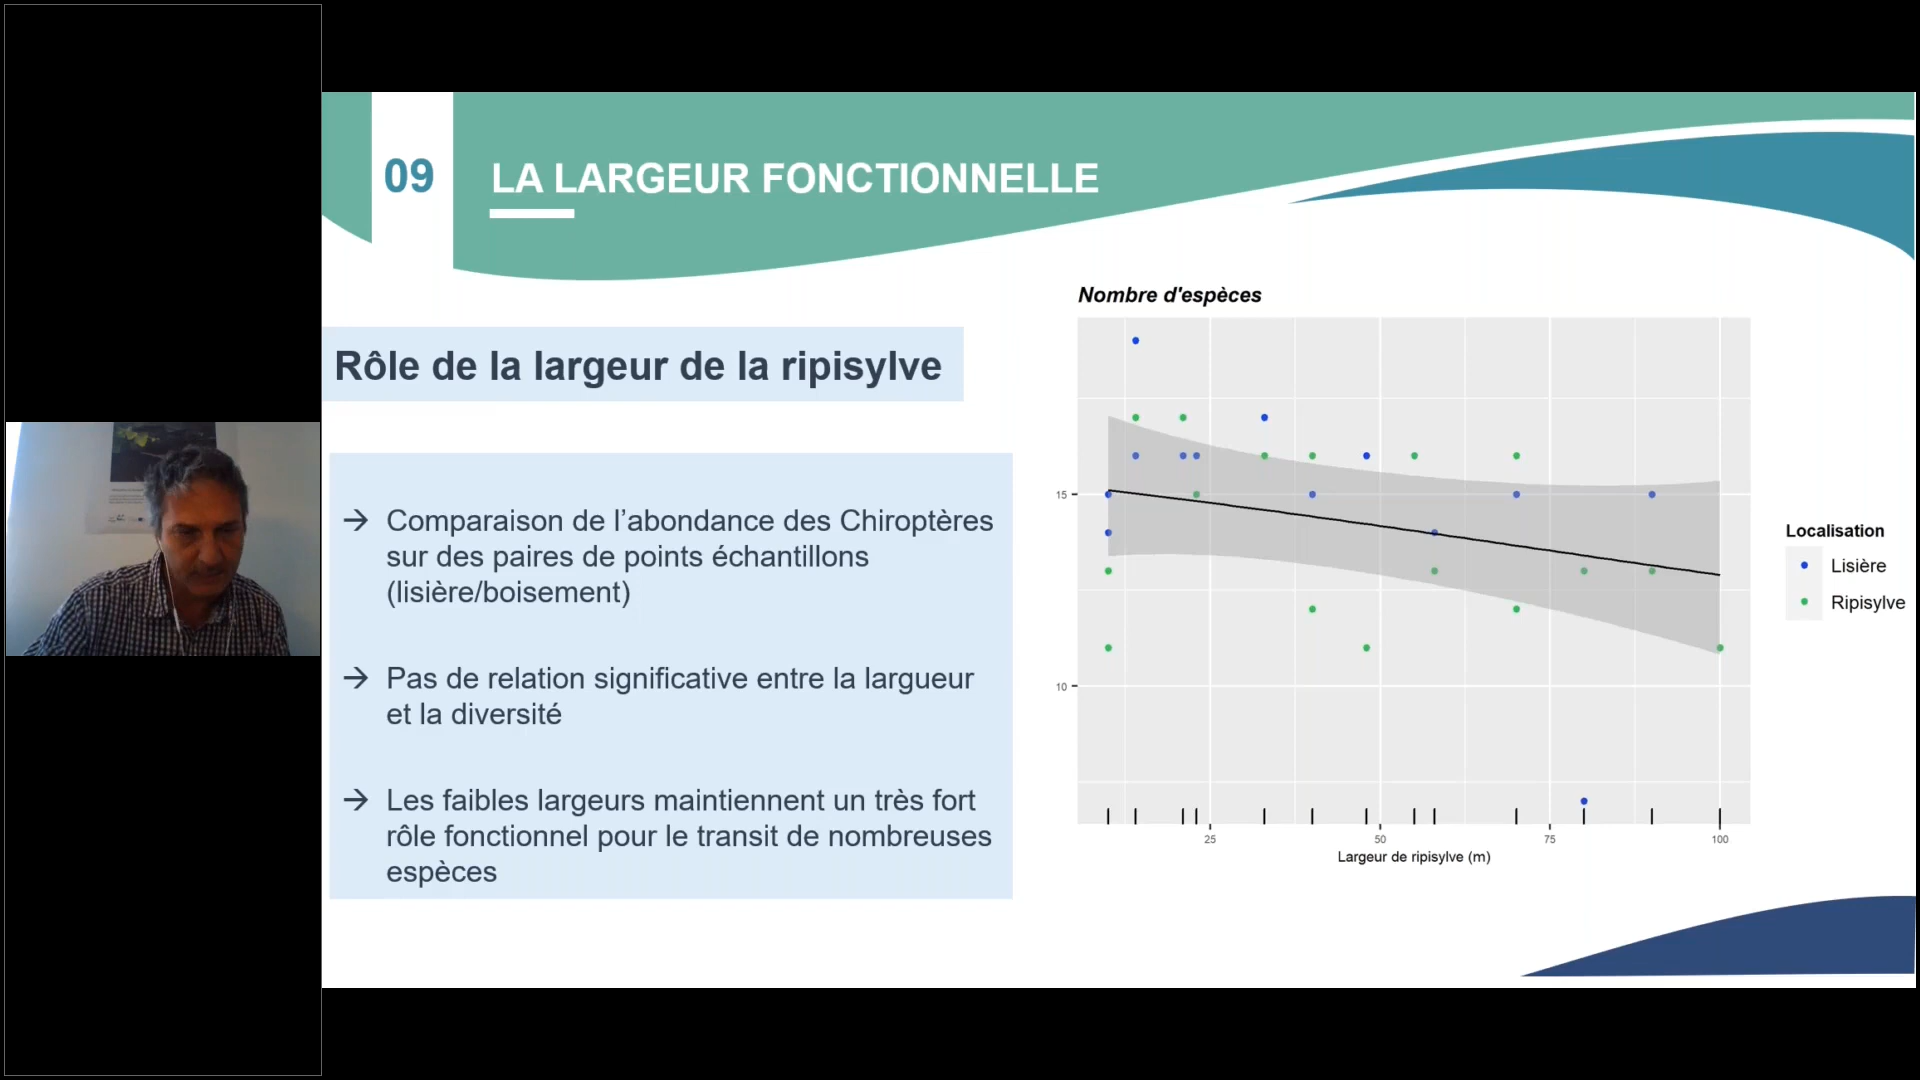 09
LA LARGEUR FONCTIONNELLE
Rôle de la largeur de la ripisylve
→ Comparaison de l’abondance des Chiroptères
sur des paires de points échantillons
(lisière/boisement)
→ Pas de relation significative entre la largueur
et la diversité
→ Les faibles largeurs maintiennent un très fort
rôle fonctionnel pour le transit de nombreuses
espèces
Nombre d'espèces
15
10
25 50 75 100
Largeur de ripisylve (m)
Localisation
Lisière
Ripisylve